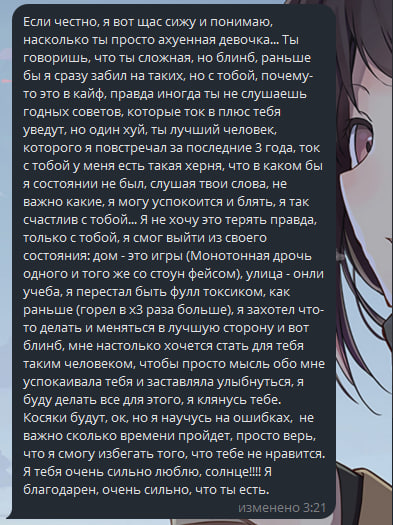 Если честно, я вот щас сижу и понимаю,
насколько ты просто ахуенная девочка... Ты
говоришь, что ты сложная, но блинб, раньше
бы я сразу забил на таких, но с тобой, почему-
то это в кайф, правда иногда ты не слушаешь
годных советов, которые ток в плюс тебя
уведут, но один хуй, ты лучший человек,
которого я повстречал за последние 3 года, ток
с тобой у меня есть такая херня, что в каком бы
я состоянии не был, слушая твои слова, не
важно какие, я могу успокоится и блять, я так
счастлив с тобой... Я не хочу это терять правда,
только с тобой, я смог выйти из своего
состояния: дом - это игры (Монотонная дрочь
одного и того же со стоун фейсом), улица - онли
учеба, я перестал быть фулл токсиком, как
раньше (горел в х3 раза больше), я захотел что-
то делать и меняться в лучшую сторону и вот
блинб, мне настолько хочется стать для тебя
таким человеком, чтобы просто мысль обо мне
успокаивала тебя и заставляла улыбнуться, я
буду делать все для этого, я клянусь тебе.
Косяки будут, ок, но я научусь на ошибках,  не
важно сколько времени пройдет, просто верь,
что я смогу избегать того, что тебе не нравится.
Я тебя очень сильно люблю, солнце!!!! Я
благодарен, очень сильно, что ты есть.
изменено 3:21